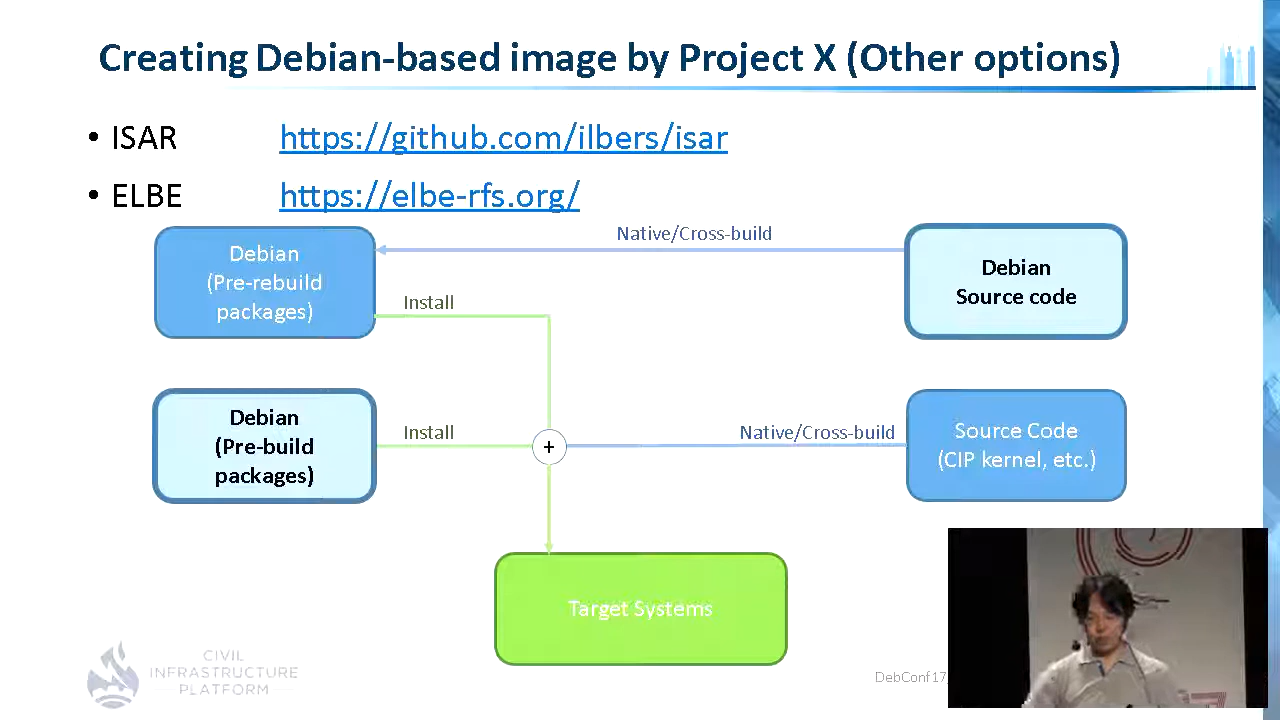 Creating Debian-based image by Project X (Other options)
• ISAR https://github.com/ilbers/isar
• ELBE https://elbe-rfs.org/
Native/Cross-build
Debian
(Pre-rebuild
packages)
Debian
Source code
Install
Debian
(Pre-build
packages)
Install
+
Native/Cross-build
Source Code
(CIP kernel, etc.)
Target Systems
CIVIL
INFRASTRUCTURE
PLATFORM
DebConf17